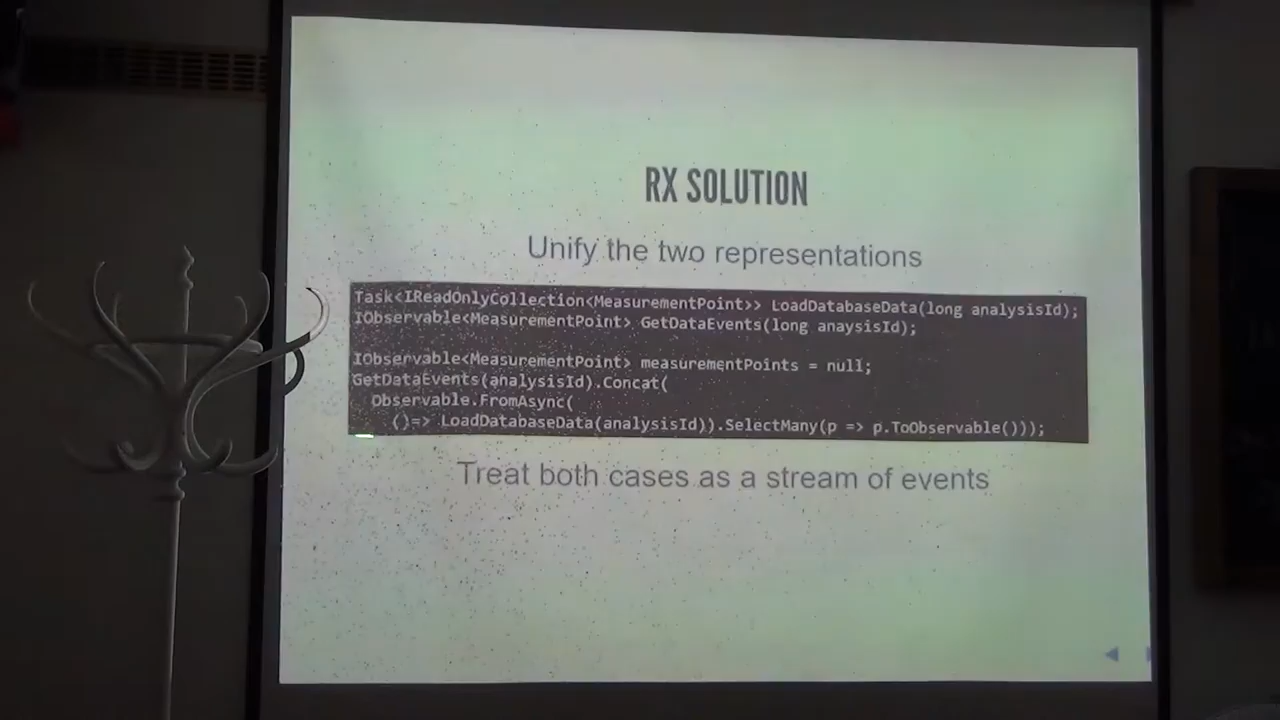 RX SOLUTION
Unify the two representations
Task<IReadOnlyCollection<MeasurementPoint>> LoadDatabaseData(long analysisId);
IObservable<MeasurementPoint> GetDataEvents(long anaysisId);
IObservable<MeasurementPoint> measurementPoints = null;
GetDataEvents(analysisId).Concat(
Observable.FromAsync(
()=> LoadDatabaseData(analysisId)).SelectMany(p => p.ToObservable()));
Treat both cases as a stream of events